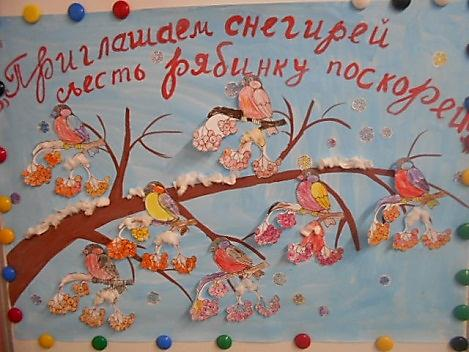 „Приглашаем снегирей
съесть рябинку поскорей"